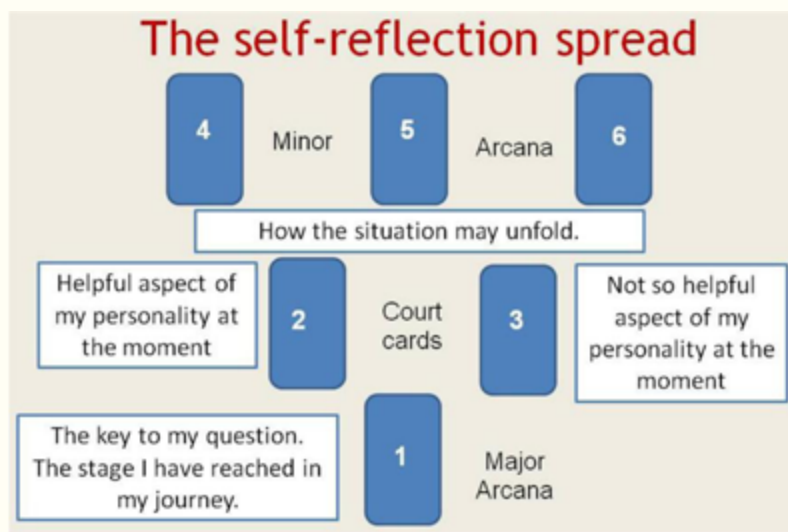 The self-reflection spread
4 Minor 5 Arcana 6
How the situation may unfold.
Helpful aspect of
my personality at
the moment
2
Court
cards
3
Not so helpful
aspect of my
personality at the
moment
The key to my question.
The stage I have reached in
my journey.
1
Major
Arcana